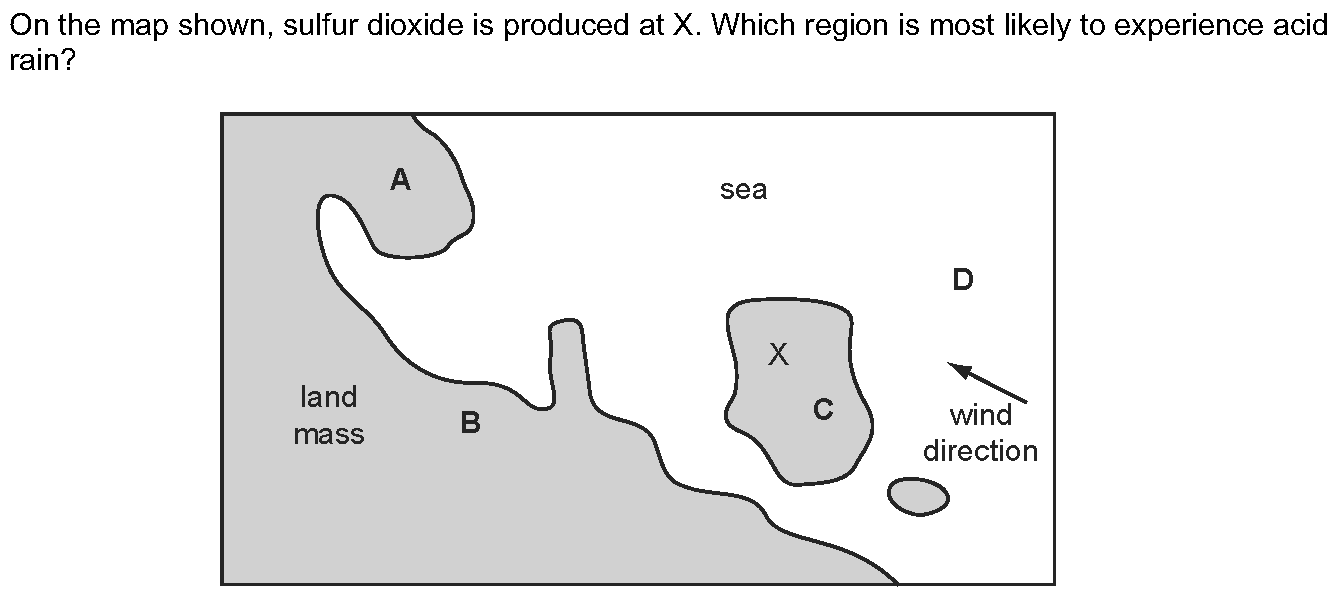 On the map shown, sulfur dioxide is produced at X. Which region is most likely to experience acid
rain?
A
sea
D
X
land
mass
B
C
wind
direction